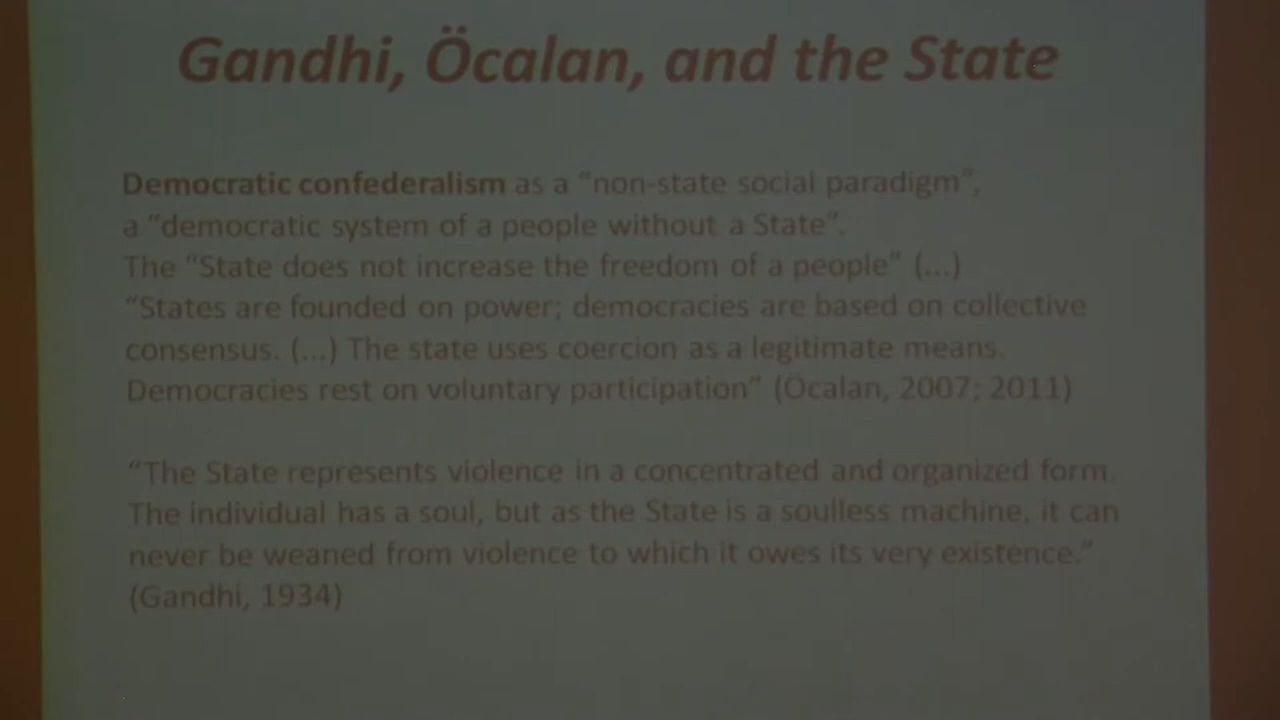 Gandhi, Öcalan, and the State
Democratic confederalism as a “non-state social paradigm”,
a “democratic system of a people without a State”.
The “State does not increase the freedom of a people” (...)
“States are founded on power; democracies are based on collective
consensus. (...) The state uses coercion as a legitimate means.
Democracies rest on voluntary participation” (Öcalan, 2007; 2011)
“The State represents violence in a concentrated and organized form.
The individual has a soul, but as the State is a soulless machine, it can
never be weaned from violence to which it owes its very existence.”
(Gandhi, 1934)